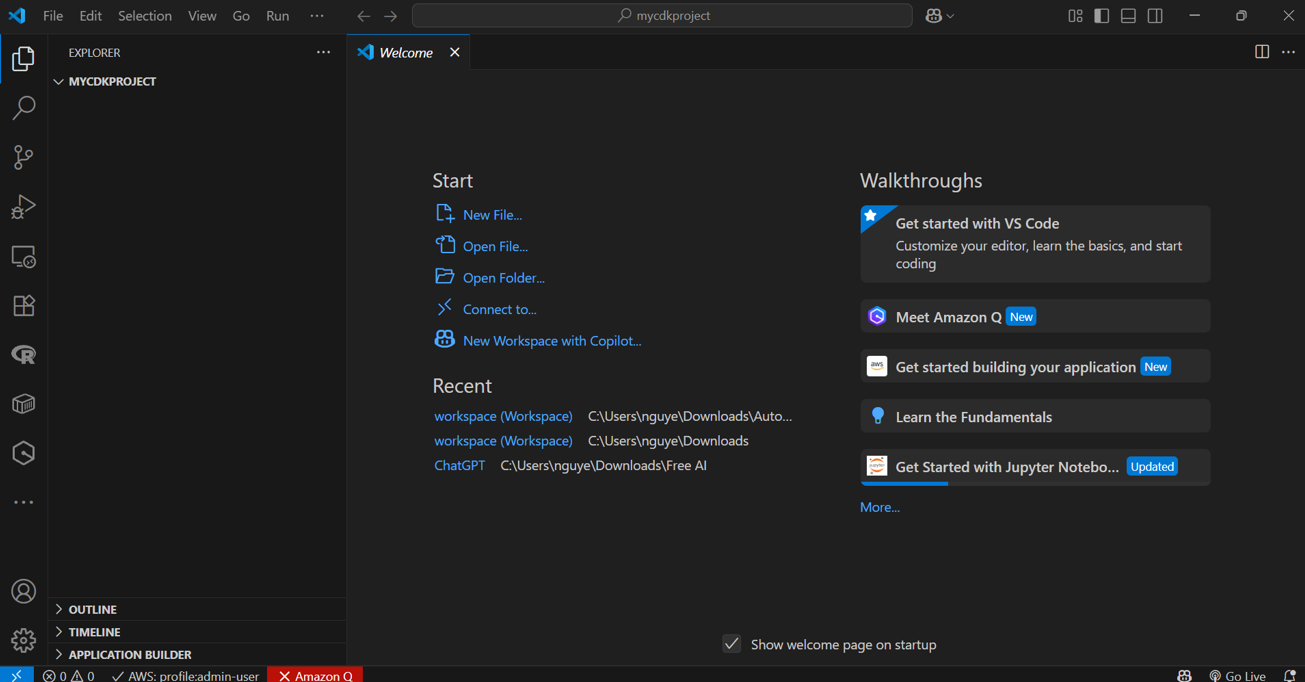 File Edit Selection View Go Run ···
mycdkproject
EXPLORER
Welcome
MYCDKPROJECT
Start
New File...
Open File...
Open Folder...
Connect to...
New Workspace with Copilot...
Recent
workspace (Workspace) C:\Users\nguye\Downloads\Auto...
workspace (Workspace) C:\Users\nguye\Downloads
ChatGPT C:\Users\nguye\Downloads\Free AI
Walkthroughs
Get started with VS Code
Customize your editor, learn the basics, and start
coding
Meet Amazon Q New
aws
Get started building your application New
Learn the Fundamentals
jupyter
Get Started with Jupyter Notebo... Updated
More...
OUTLINE
TIMELINE
APPLICATION BUILDER
Show welcome page on startup
0 0 AWS: profile:admin-user Amazon Q Go Live